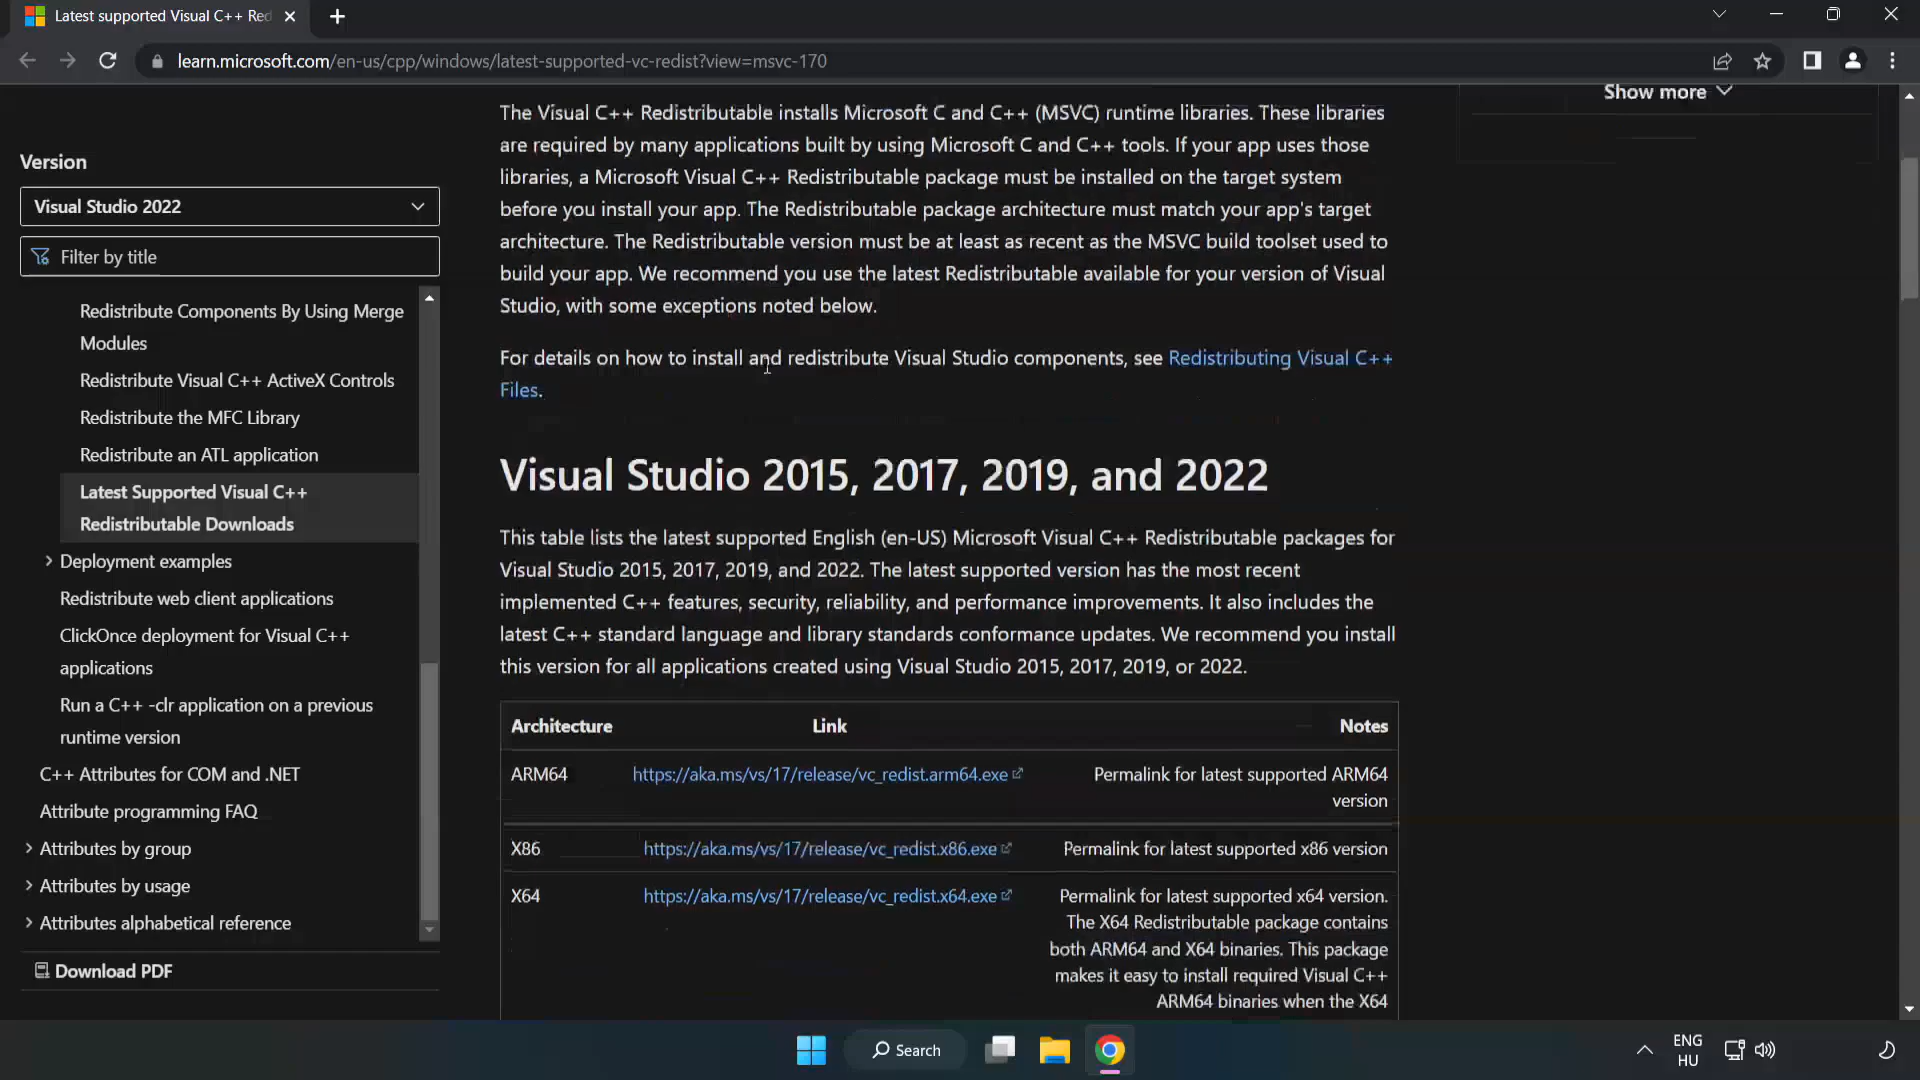 Latest supported Visual C++ Red
learn.microsoft.com/en-us/cpp/windows/latest-supported-vc-redist?view=msvc-170
Version
Visual Studio 2022
Filter by title
Redistribute Components By Using Merge
Modules
Redistribute Visual C++ ActiveX Controls
Redistribute the MFC Library
Redistribute an ATL application
Latest Supported Visual C++
Redistributable Downloads
Deployment examples
Redistribute web client applications
ClickOnce deployment for Visual C++
applications
Run a C++ -clr application on a previous
runtime version
C++ Attributes for COM and .NET
Attribute programming FAQ
Attributes by group
Attributes by usage
Attributes alphabetical reference
Download PDF
The Visual C++ Redistributable installs Microsoft C and C++ (MSVC) runtime libraries. These libraries
are required by many applications built by using Microsoft C and C++ tools. If your app uses those
libraries, a Microsoft Visual C++ Redistributable package must be installed on the target system
before you install your app. The Redistributable package architecture must match your app's target
architecture. The Redistributable version must be at least as recent as the MSVC build toolset used to
build your app. We recommend you use the latest Redistributable available for your version of Visual
Studio, with some exceptions noted below.
For details on how to install and redistribute Visual Studio components, see Redistributing Visual C++
Files.
Visual Studio 2015, 2017, 2019, and 2022
This table lists the latest supported English (en-US) Microsoft Visual C++ Redistributable packages for
Visual Studio 2015, 2017, 2019, and 2022. The latest supported version has the most recent
implemented C++ features, security, reliability, and performance improvements. It also includes the
latest C++ standard language and library standards conformance updates. We recommend you install
this version for all applications created using Visual Studio 2015, 2017, 2019, or 2022.
Architecture Link Notes
ARM64 https://aka.ms/vs/17/release/vc_redist.arm64.exe Permalink for latest supported ARM64
version
X86 https://aka.ms/vs/17/release/vc_redist.x86.exe Permalink for latest supported x86 version
X64 https://aka.ms/vs/17/release/vc_redist.x64.exe Permalink for latest supported x64 version.
The X64 Redistributable package contains
both ARM64 and X64 binaries. This package
makes it easy to install required Visual C++
ARM64 binaries when the X64
Show more
Search
ENG
HU